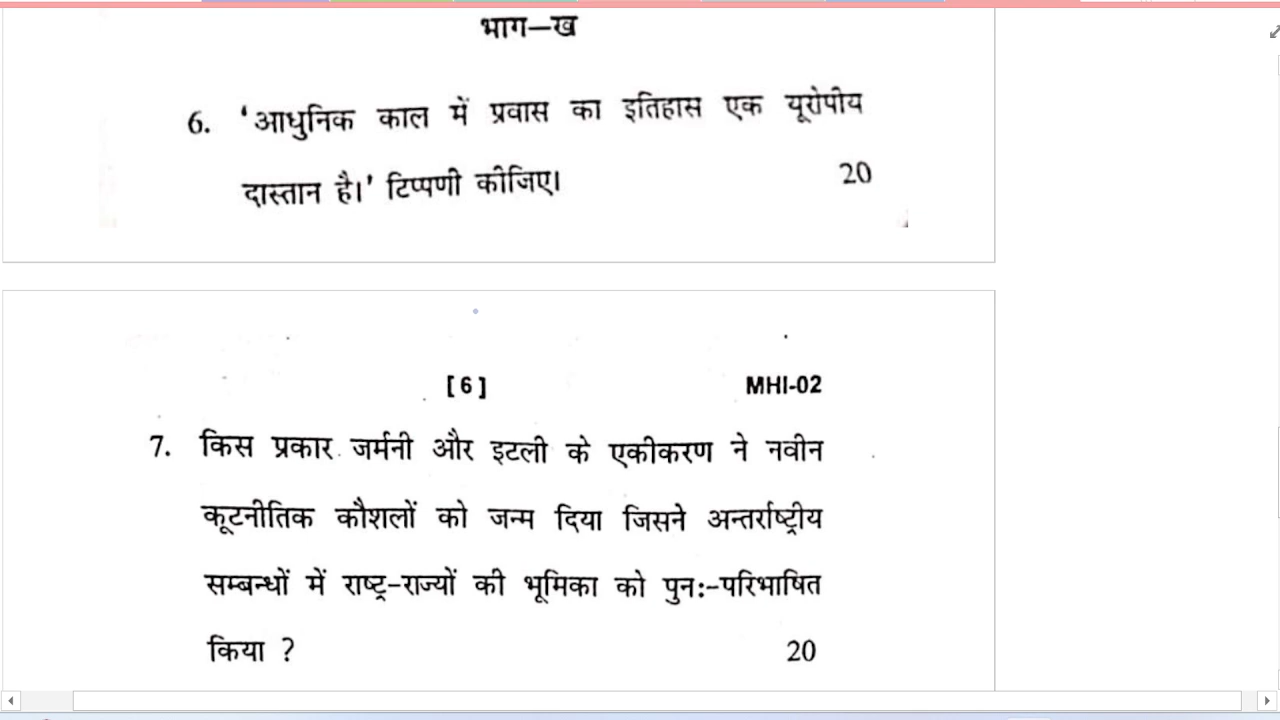 भाग—ख
6. 'आधुनिक काल में प्रवास का इतिहास एक यूरोपीय
दास्तान है।' टिप्पणी कीजिए। 20
[ 6 ] MHI-02
7. किस प्रकार जर्मनी और इटली के एकीकरण ने नवीन
कूटनीतिक कौशलों को जन्म दिया जिसने अन्तर्राष्ट्रीय
सम्बन्धों में राष्ट्र-राज्यों की भूमिका को पुन:-परिभाषित
किया ? 20